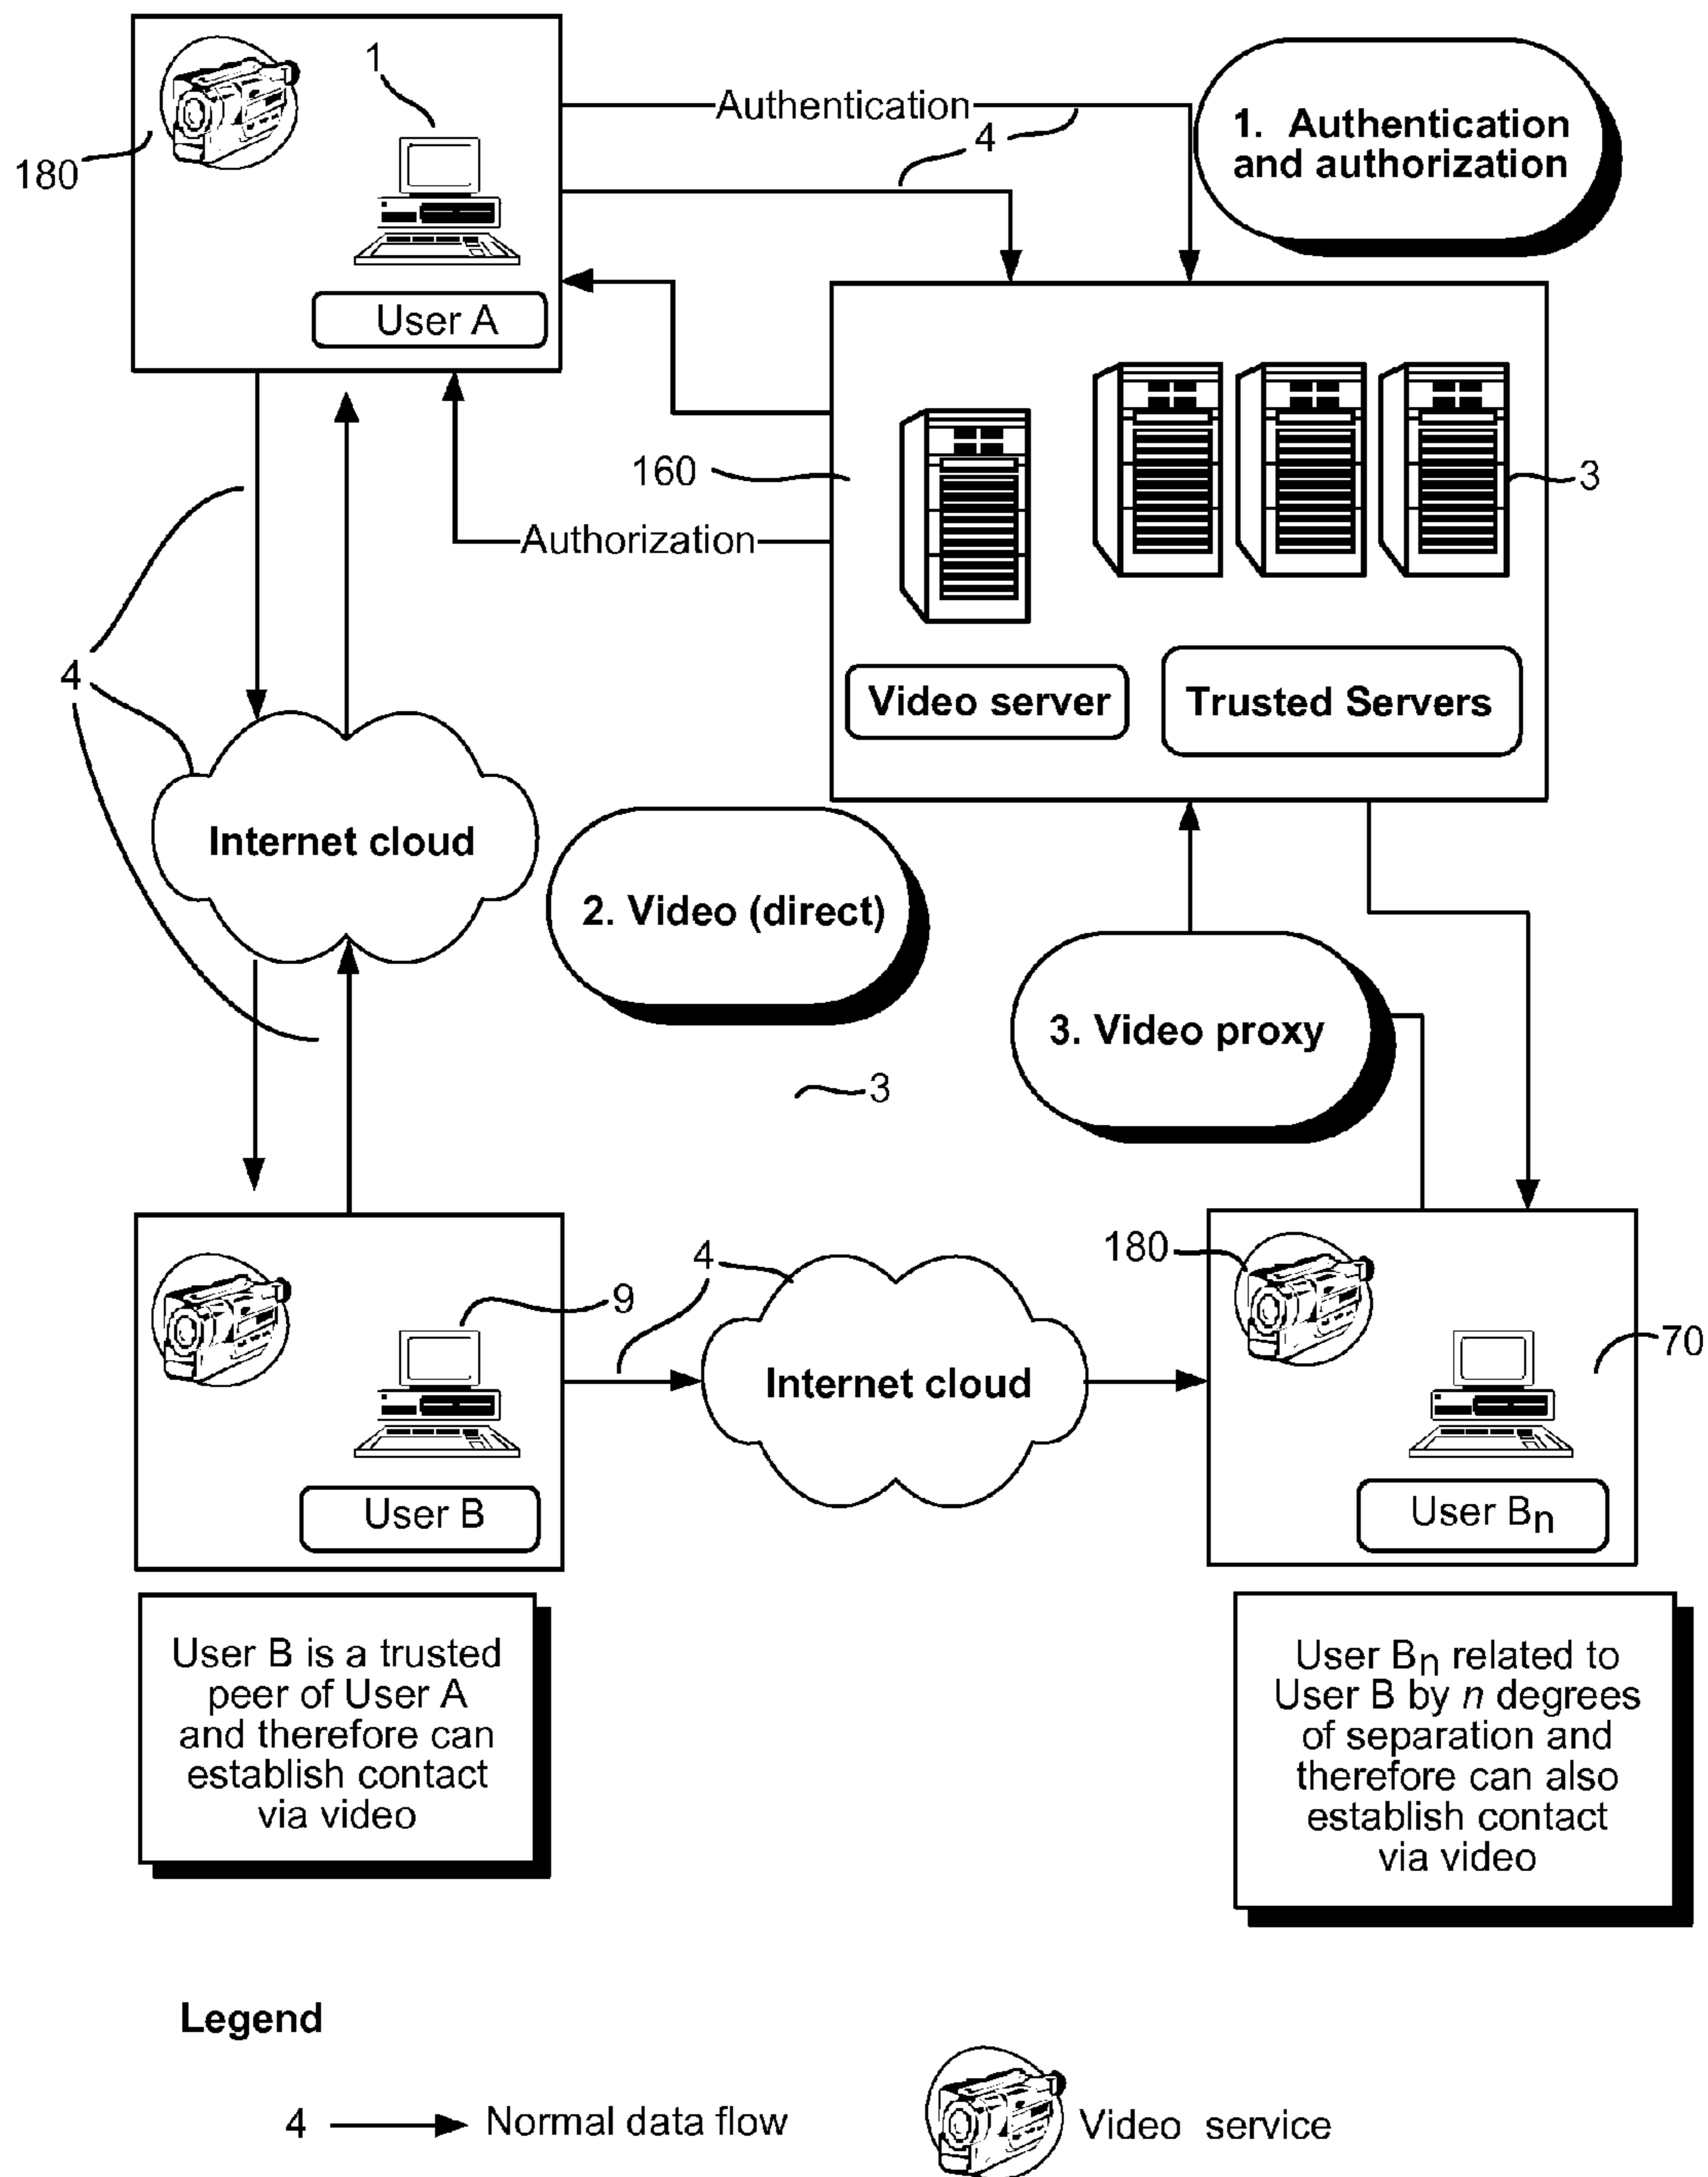 1
180
Authentication
4
1. Authentication
and authorization
User A
160
3
Authorization
4
Video server
Trusted Servers
Internet cloud
2. Video (direct)
3. Video proxy
3
4
180
9
70
Internet cloud
User B
User Bn
User B is a trusted
peer of User A
and therefore can
establish contact
via video
User Bn related to
User B by n degrees
of separation and
therefore can also
establish contact
via video
Legend
4
Normal data flow
Video service